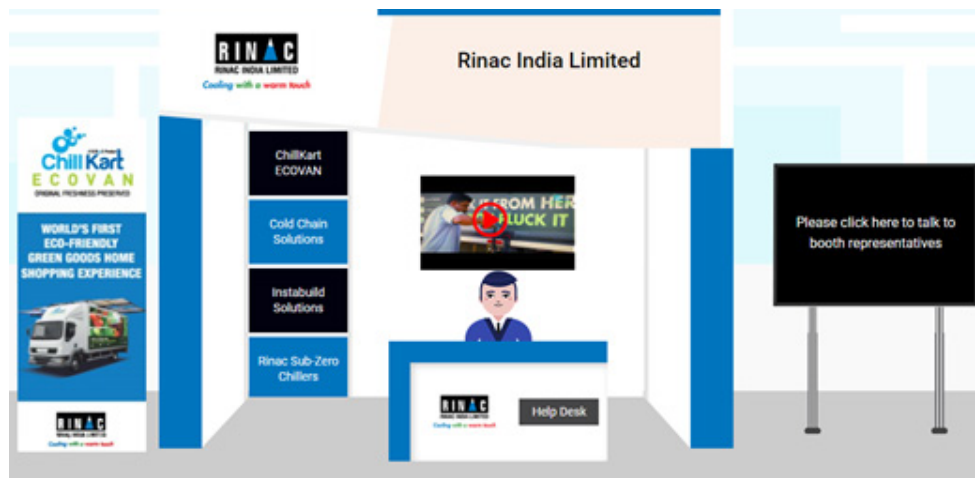 RINAC
RINAC INDIA LIMITED
Cooling with a warm touch
Rinac India Limited
Chill Kart
ECOVAN
ORIGINAL FRESHNESS PRESERVED
WORLD'S FIRST
ECO-FRIENDLY
GREEN GOODS HOME
SHOPPING EXPERIENCE
RINAC
RINAC INDIA LIMITED
Cooling with a warm touch
ChillKart
ECOVAN
Cold Chain
Solutions
Instabuild
Solutions
Rinac Sub-Zero
Chillers
FROM HER
PLUCK IT
RINAC
RINAC INDIA LIMITED
Cooling with a warm touch
Help Desk
Please click here to talk to
booth representatives